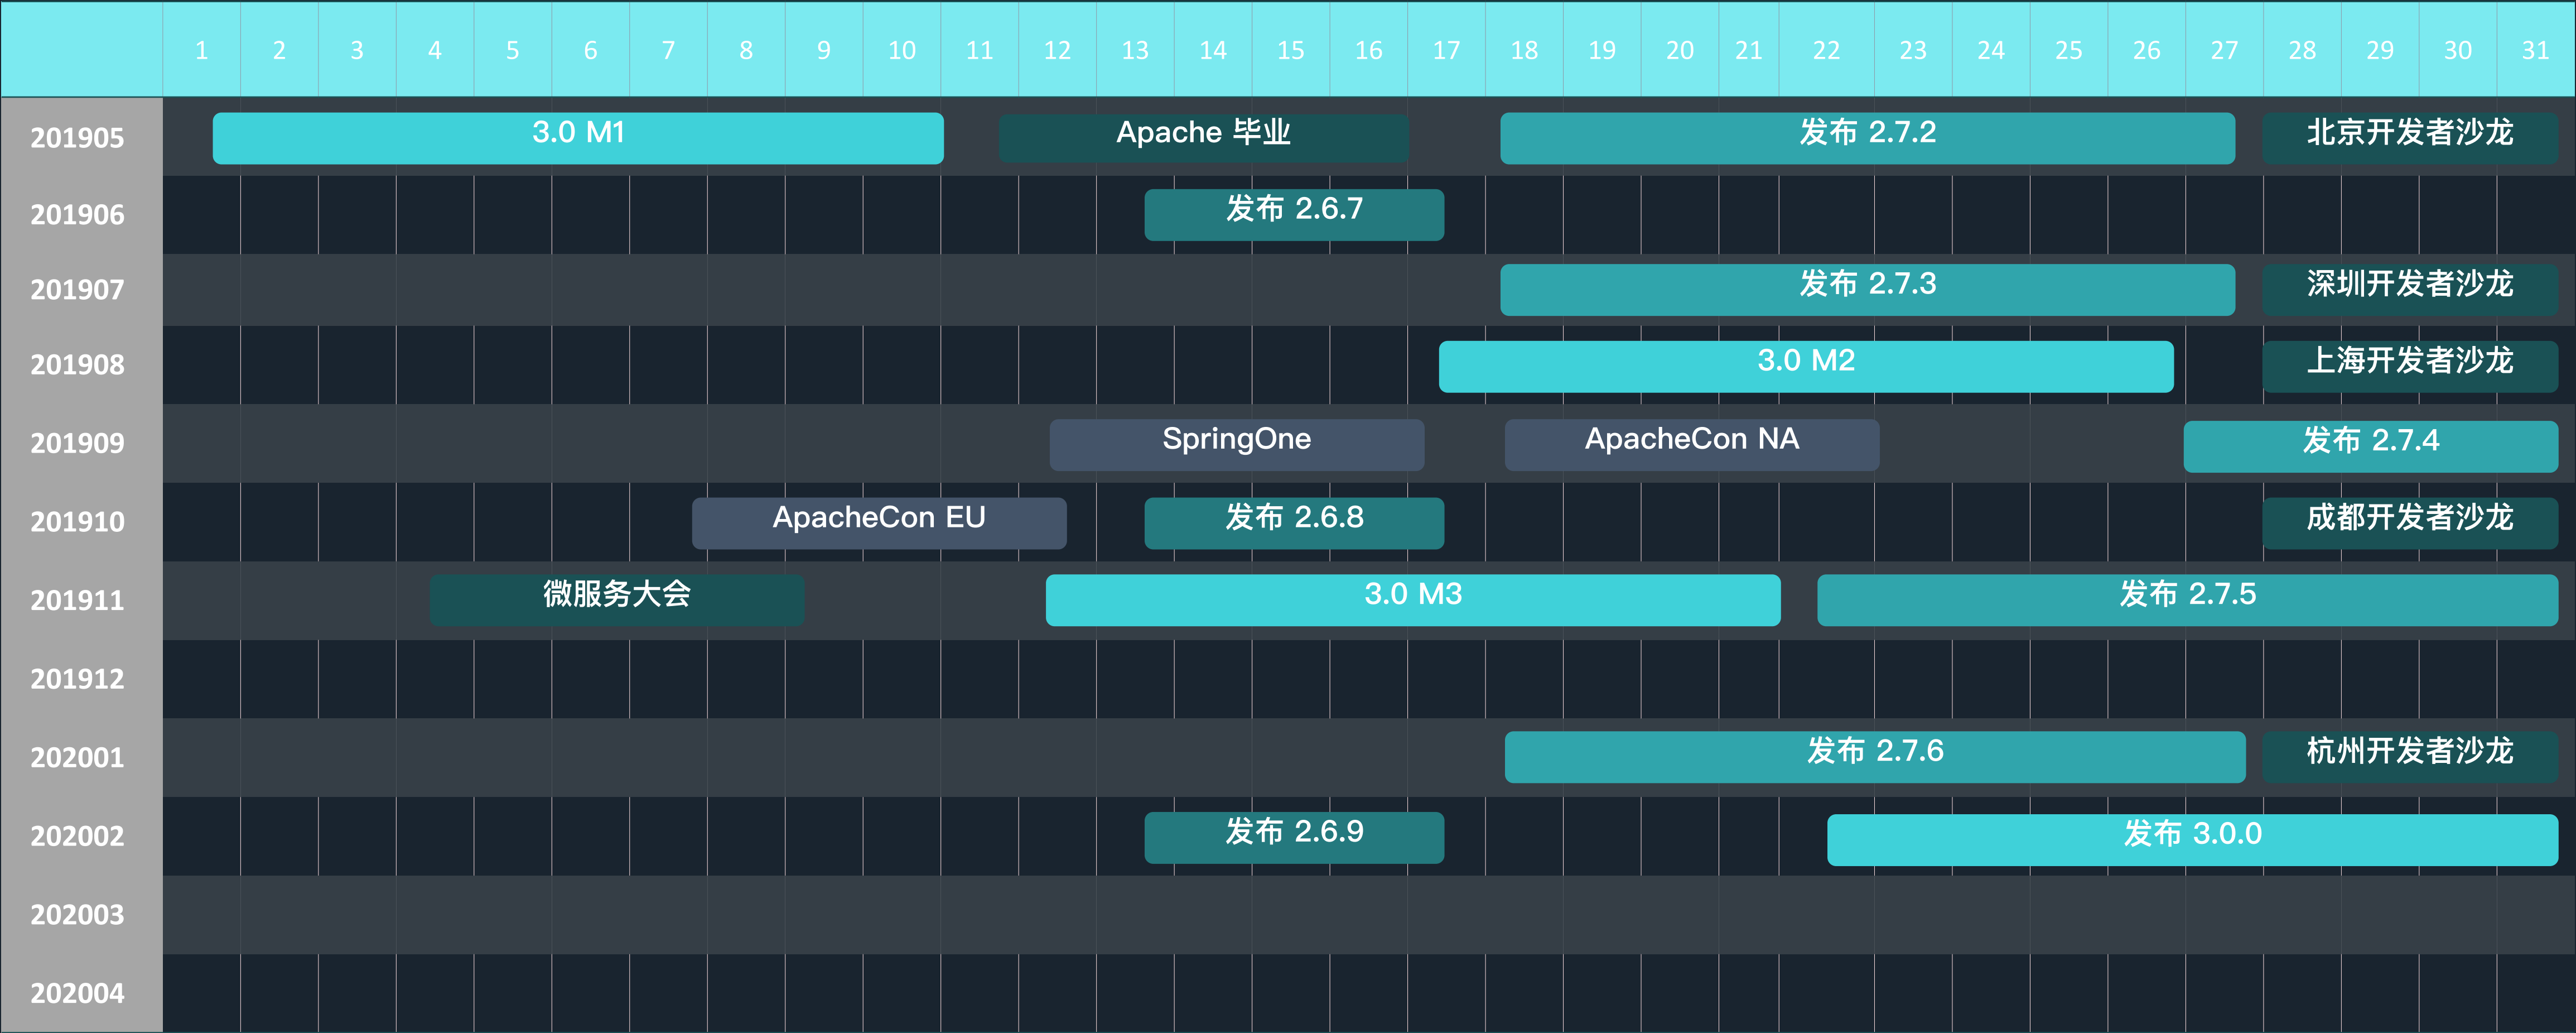 1 2 3 4 5 6 7 8 9 10 11 12 13 14 15 16 17 18 19 20 21 22 23 24 25 26 27 28 29 30 31
201905 3.0 M1 Apache 毕业 发布 2.7.2 北京开发者沙龙
201906 发布 2.6.7
201907 发布 2.7.3 深圳开发者沙龙
201908 3.0 M2 上海开发者沙龙
201909 SpringOne ApacheCon NA 发布 2.7.4
201910 ApacheCon EU 发布 2.6.8 成都开发者沙龙
201911 微服务大会 3.0 M3 发布 2.7.5
201912
202001 发布 2.7.6 杭州开发者沙龙
202002 发布 2.6.9 发布 3.0.0
202003
202004